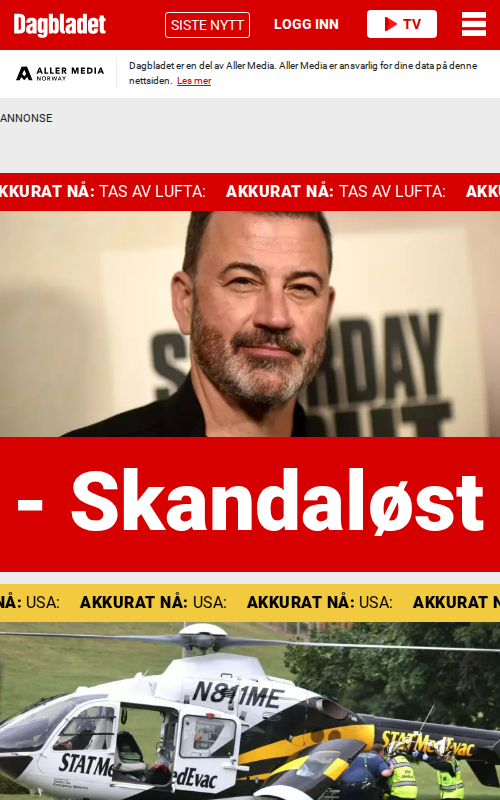 Dagbladet
SISTE NYTT
LOGG INN
TV
ALLER MEDIA
NORWAY
Dagbladet er en del av Aller Media. Aller Media er ansvarlig for dine data på denne
nettsiden. Les mer
ANNONSE
KKURAT NÅ: TAS AV LUFTA: AKKURAT NÅ: TAS AV LUFTA: AKKU
SATURDAY
- Skandaløst
NÅ: USA: AKKURAT NÅ: USA: AKKURAT NÅ: USA: AKKURAT N
N811ME
STATMedEvac
STATMe
edEvac